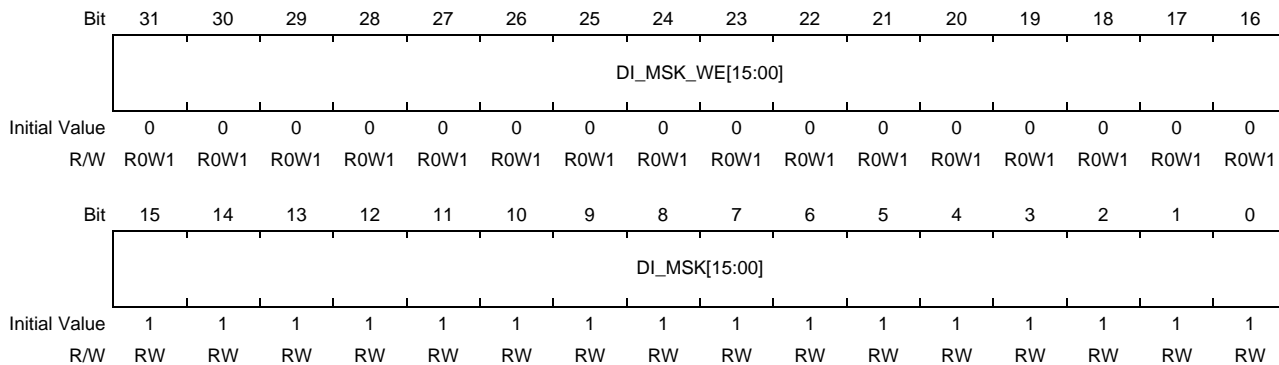 Bit 31 30 29 28 27 26 25 24 23 22 21 20 19 18 17 16
DI_MSK_WE[15:00]
Initial Value 0 0 0 0 0 0 0 0 0 0 0 0 0 0 0 0
R/W R0W1 R0W1 R0W1 R0W1 R0W1 R0W1 R0W1 R0W1 R0W1 R0W1 R0W1 R0W1 R0W1 R0W1 R0W1 R0W1
Bit 15 14 13 12 11 10 9 8 7 6 5 4 3 2 1 0
DI_MSK[15:00]
Initial Value 1 1 1 1 1 1 1 1 1 1 1 1 1 1 1 1
R/W RW RW RW RW RW RW RW RW RW RW RW RW RW RW RW RW